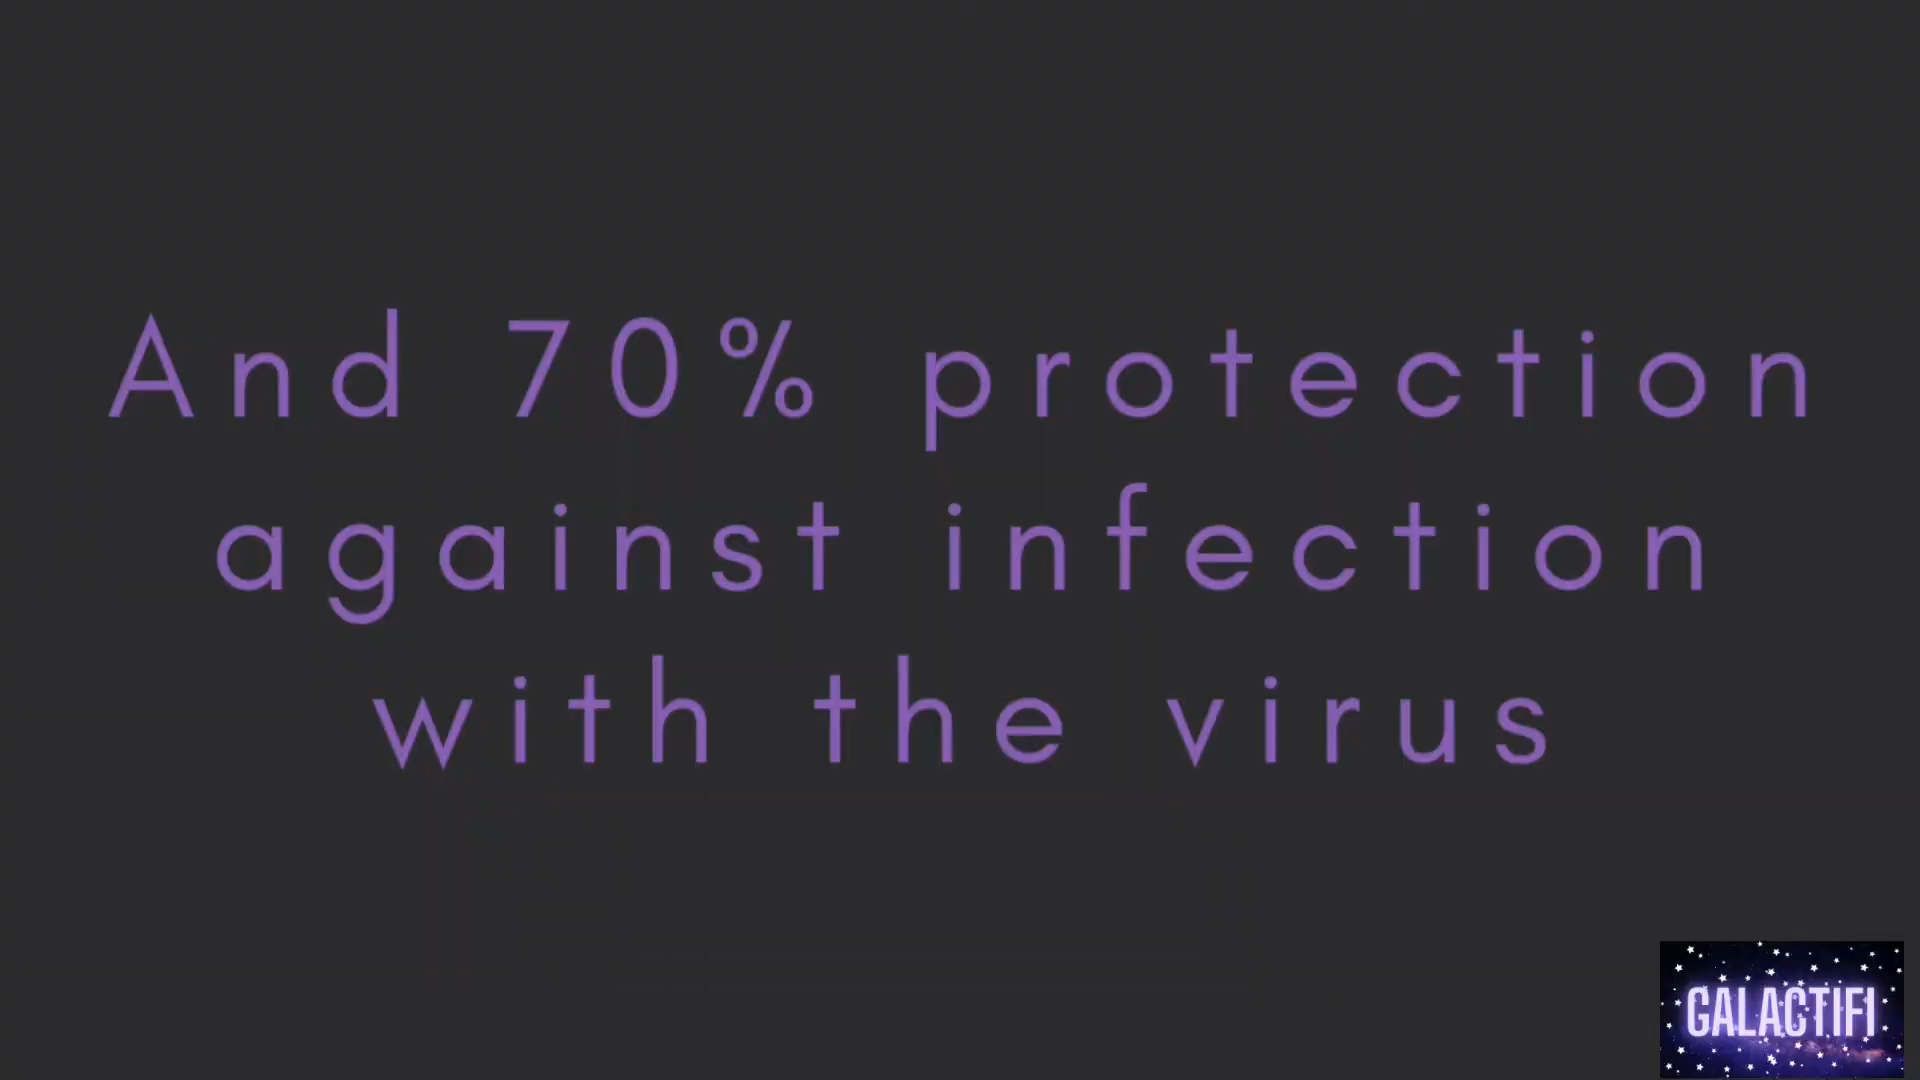 And 70% protection
against infection
with the virus
GALACTIFI